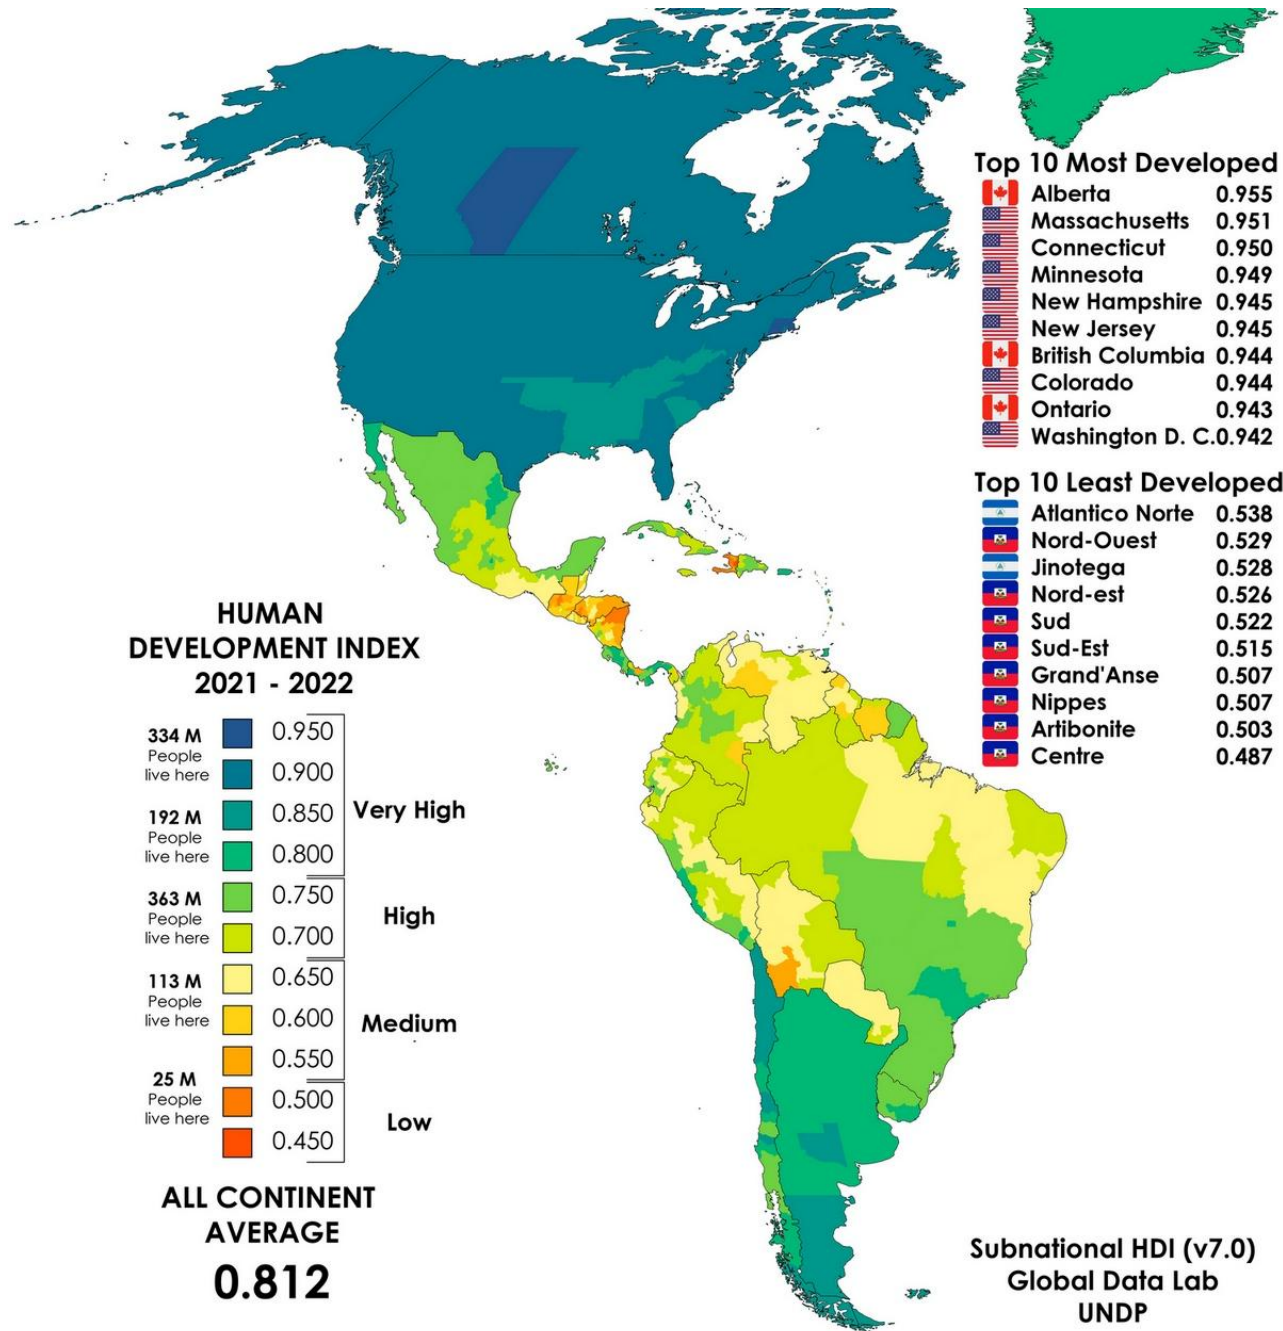 Top 10 Most Developed
Alberta 0.955
Massachusetts 0.951
Connecticut 0.950
Minnesota 0.949
New Hampshire 0.945
New Jersey 0.945
British Columbia 0.944
Colorado 0.944
Ontario 0.943
Washington D. C. 0.942
Top 10 Least Developed
Atlantico Norte 0.538
Nord-Ouest 0.529
Jinotega 0.528
Nord-est 0.526
Sud 0.522
Sud-Est 0.515
Grand'Anse 0.507
Nippes 0.507
Artibonite 0.503
Centre 0.487
HUMAN
DEVELOPMENT INDEX
2021 - 2022
334 M
People
live here
0.950
0.900
192 M
People
live here
0.850
0.800
Very High
363 M
People
live here
0.750
0.700
High
113 M
People
live here
0.650
0.600
0.550
Medium
25 M
People
live here
0.500
0.450
Low
ALL CONTINENT
AVERAGE
0.812
Subnational HDI (v7.0)
Global Data Lab
UNDP